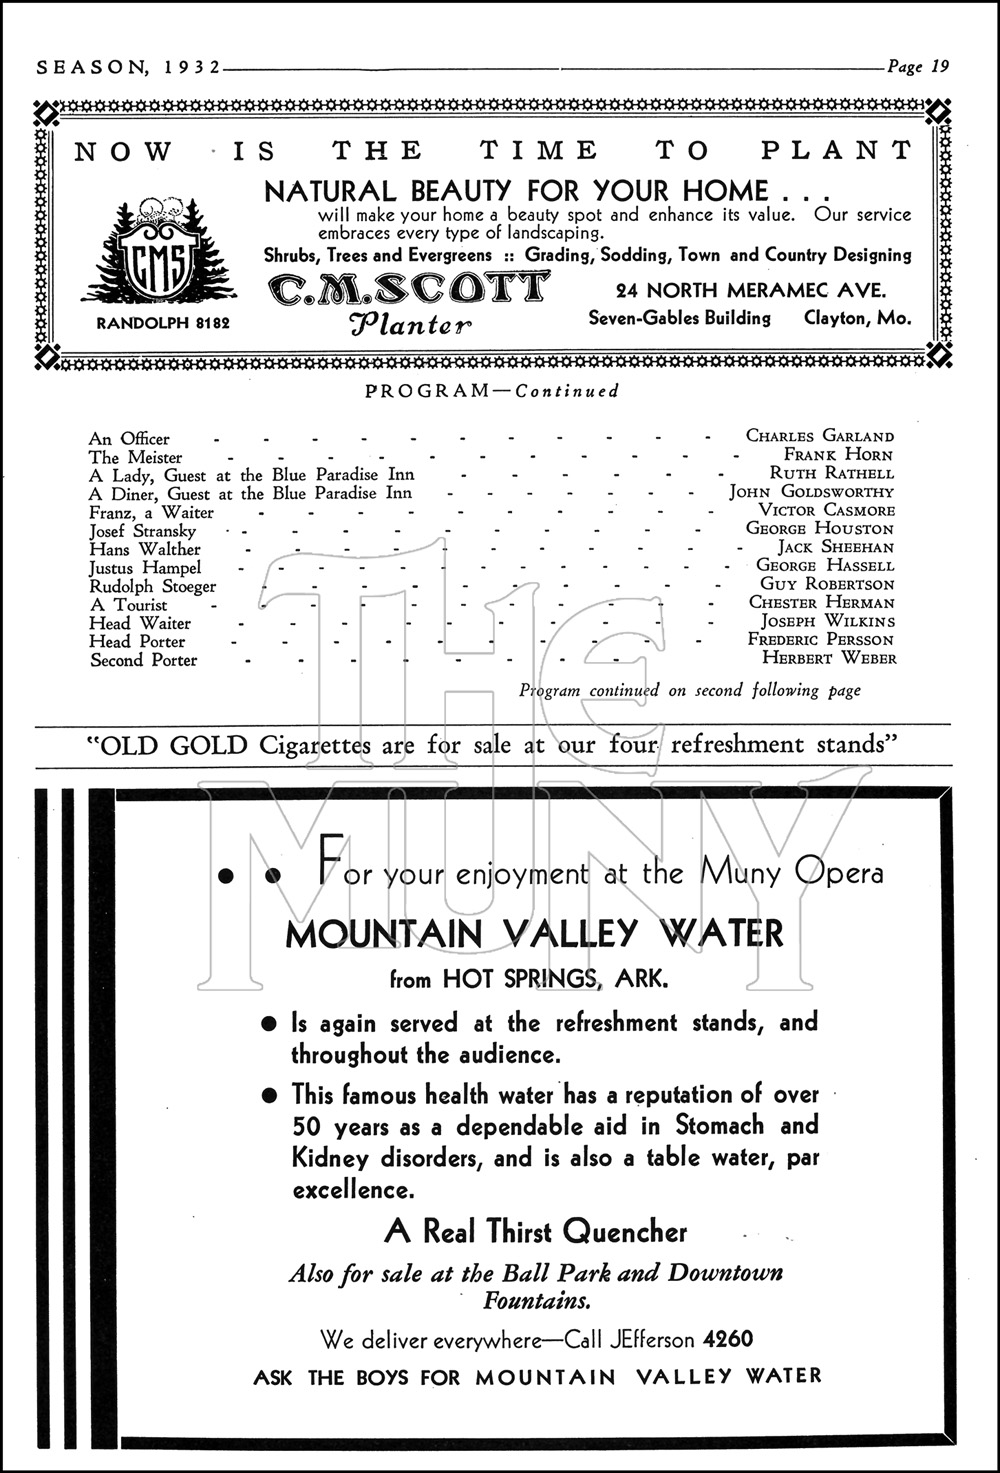 SEASON, 1932 Page 19
NOW IS THE TIME TO PLANT
NATURAL BEAUTY FOR YOUR HOME . . .
will make your home a beauty spot and enhance its value. Our service
embraces every type of landscaping.
Shrubs, Trees and Evergreens :: Grading, Sodding, Town and Country Designing
CMS
RANDOLPH 8182
C.M.SCOTT
Planter
24 NORTH MERAMEC AVE.
Seven-Gables Building Clayton, Mo.
PROGRAM—Continued
An Officer - - - - - - - - - - - CHARLES GARLAND
The Meister - - - - - - - - - - - FRANK HORN
A Lady, Guest at the Blue Paradise Inn - - - - - - RUTH RATHELL
A Diner, Guest at the Blue Paradise Inn - - - - - - JOHN GOLDSWORTHY
Franz, a Waiter - - - - - - - - - - VICTOR CASMORE
Josef Stransky - - - - - - - - - - GEORGE HOUSTON
Hans Walther - - - - - - - - - - - JACK SHEEHAN
Justus Hampel - - - - - - - - - - - GEORGE HASSELL
Rudolph Stoeger - - - - - - - - - - GUY ROBERTSON
A Tourist - - - - - - - - - - - CHESTER HERMAN
Head Waiter - - - - - - - - - - JOSEPH WILKINS
Head Porter - - - - - - - - - - FREDERIC PERSSON
Second Porter - - - - - - - - HERBERT WEBER
Program continued on second following page
"OLD GOLD Cigarettes are for sale at our four refreshment stands"
THE
MUNY
● ● For your enjoyment at the Muny Opera
MOUNTAIN VALLEY WATER
from HOT SPRINGS, ARK.
● Is again served at the refreshment stands, and
throughout the audience.
● This famous health water has a reputation of over
50 years as a dependable aid in Stomach and
Kidney disorders, and is also a table water, par
excellence.
A Real Thirst Quencher
Also for sale at the Ball Park and Downtown
Fountains.
We deliver everywhere—Call JEfferson 4260
ASK THE BOYS FOR MOUNTAIN VALLEY WATER